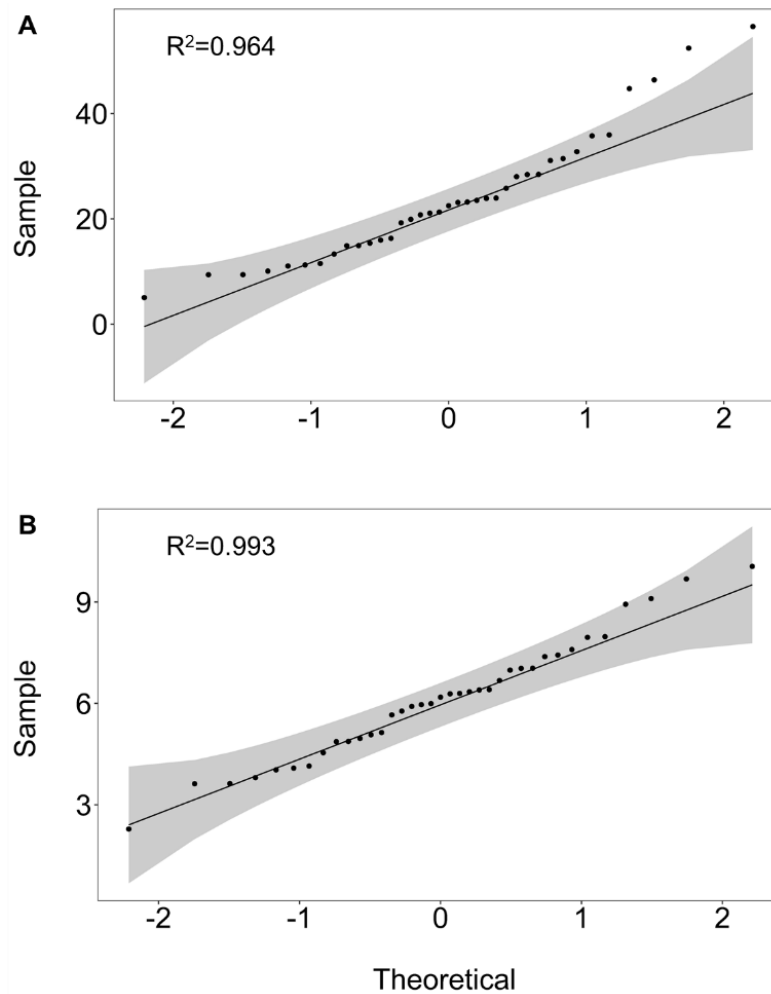 A
R²=0.964
Sample
40
20
0
-2 -1 0 1 2
B
R²=0.993
Sample
9
6
3
-2 -1 0 1 2
Theoretical